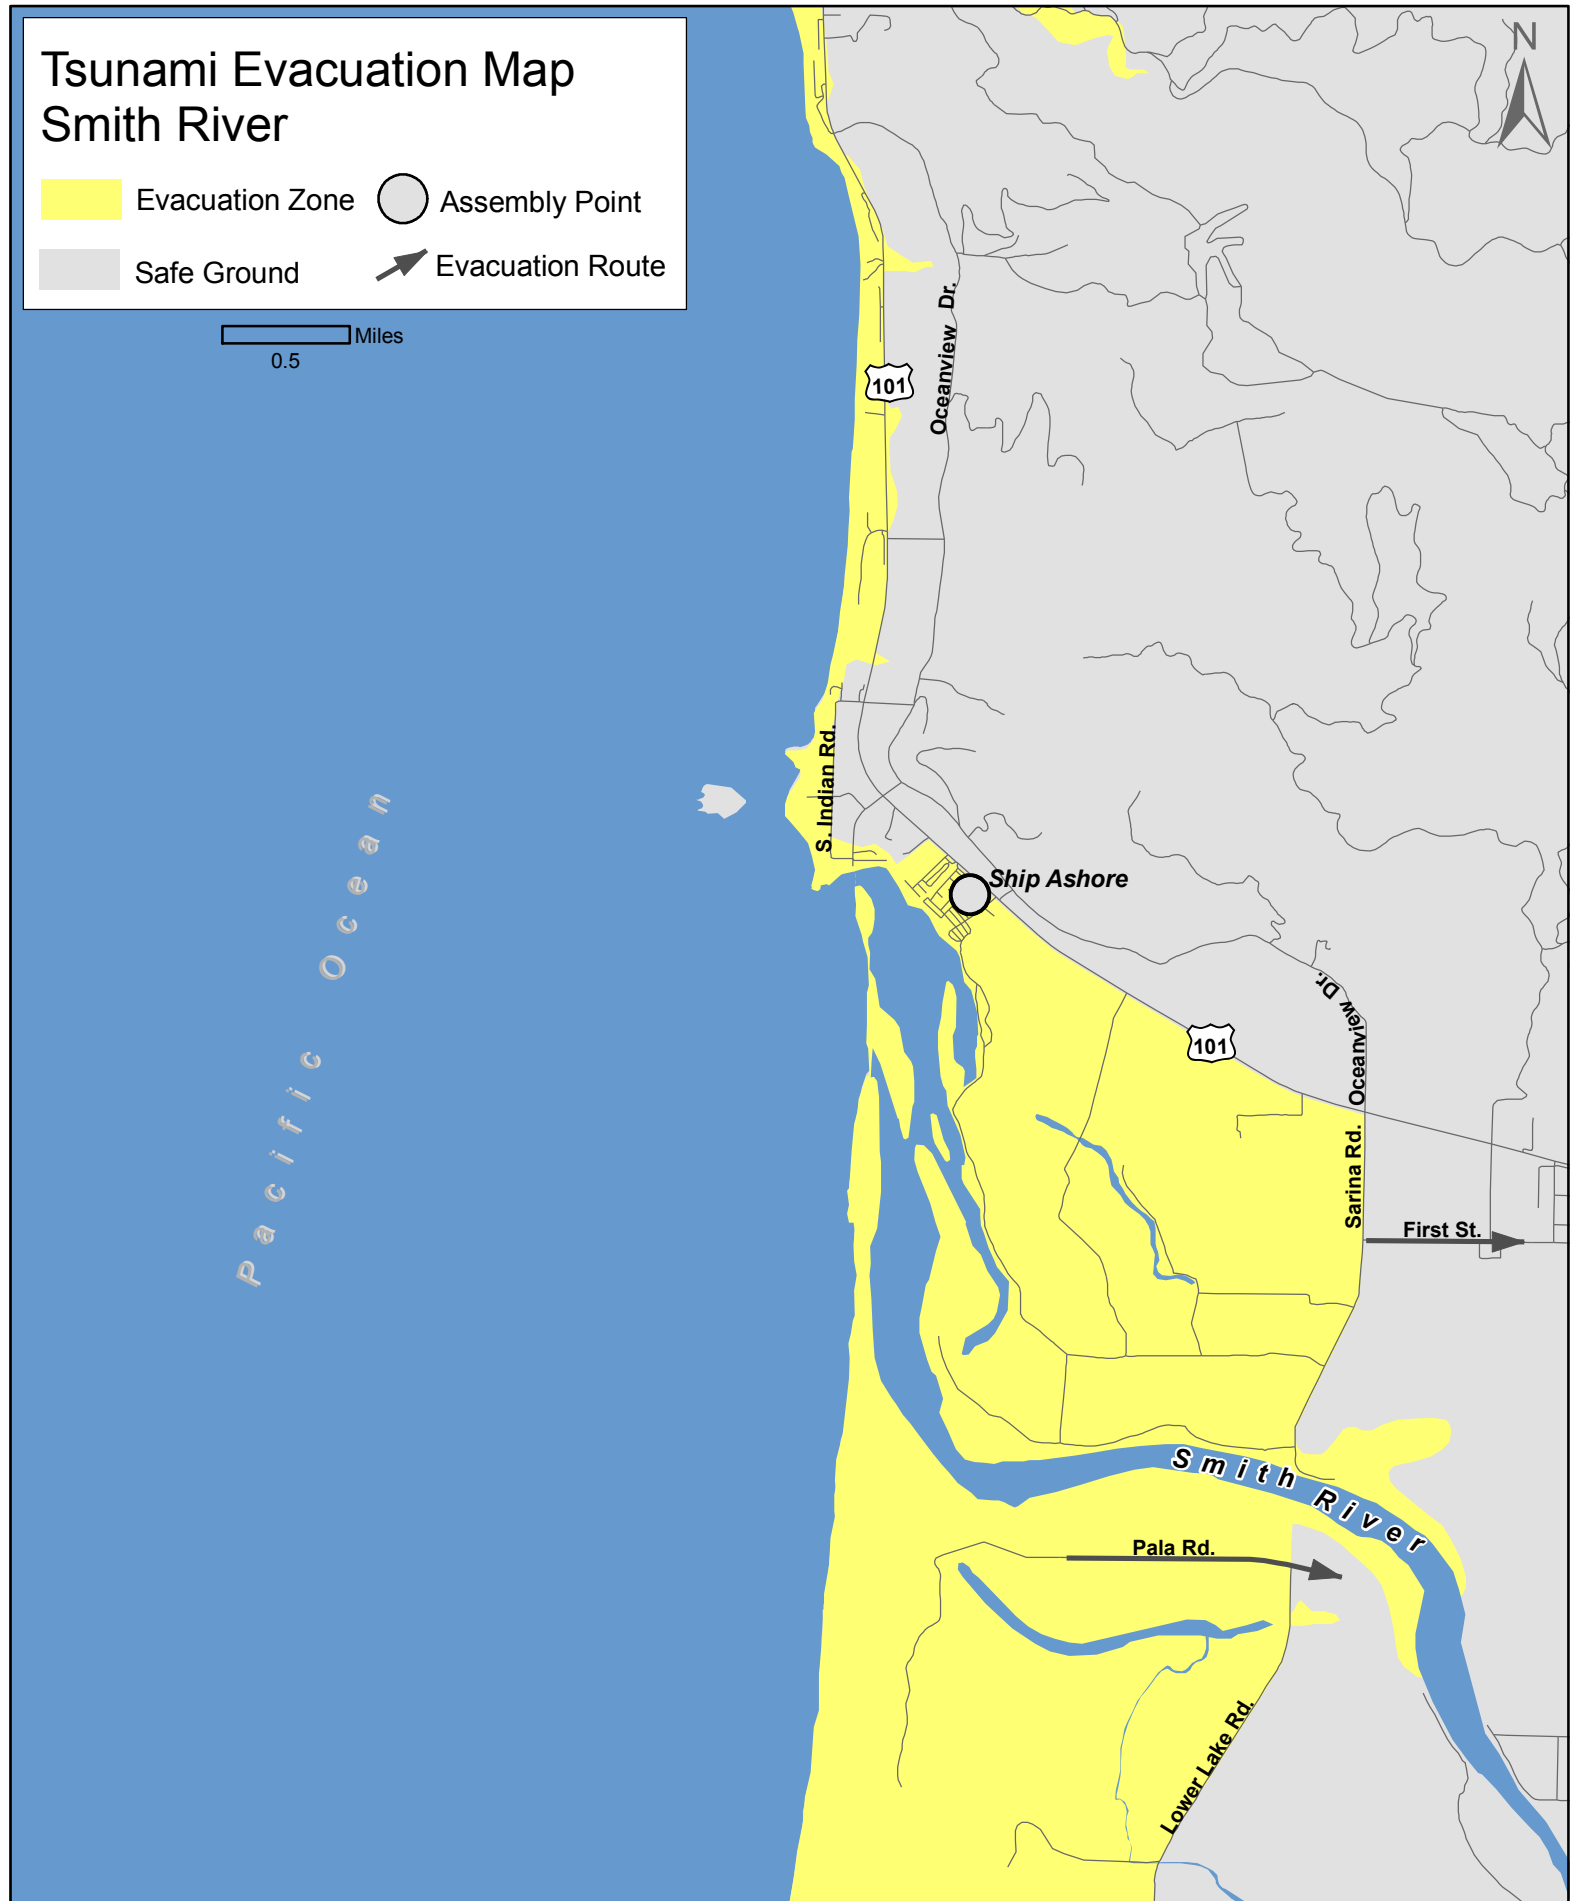 Tsunami Evacuation Map
Smith River
Evacuation Zone
Assembly Point
Safe Ground
Evacuation Route
Miles
0.5
N
Oceanview Dr.
101
S. Indian Rd.
Pacific Ocean
Ship Ashore
Oceanview Dr.
101
Sarina Rd.
First St.
Smith River
Pala Rd.
Lower Lake Rd.